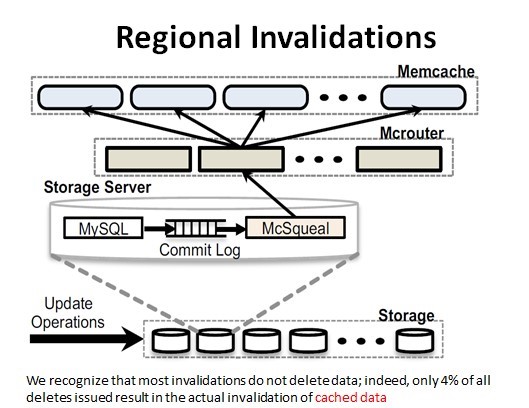 Regional Invalidations
Memcache
Mcrouter
Storage Server
MySQL
McSqueal
Commit Log
Update
Operations
Storage
We recognize that most invalidations do not delete data; indeed, only 4% of all
deletes issued result in the actual invalidation of cached data